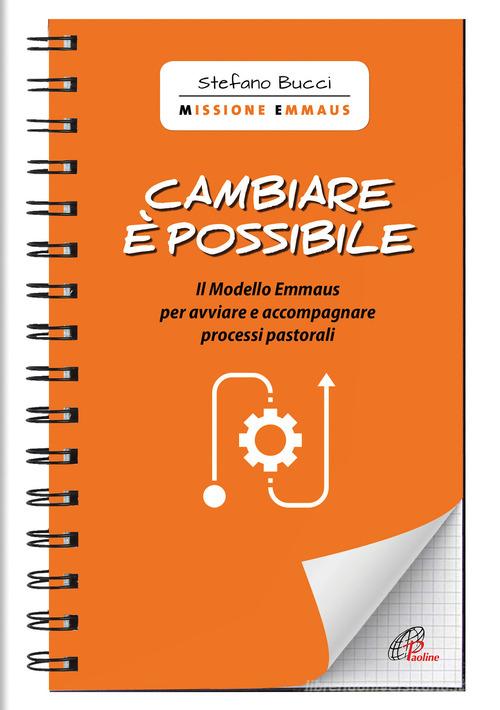 Stefano Bucci
MISSIONE EMMAUS
CAMBIARE
È POSSIBILE
Il Modello Emmaus
per avviare e accompagnare
processi pastorali
Paoline